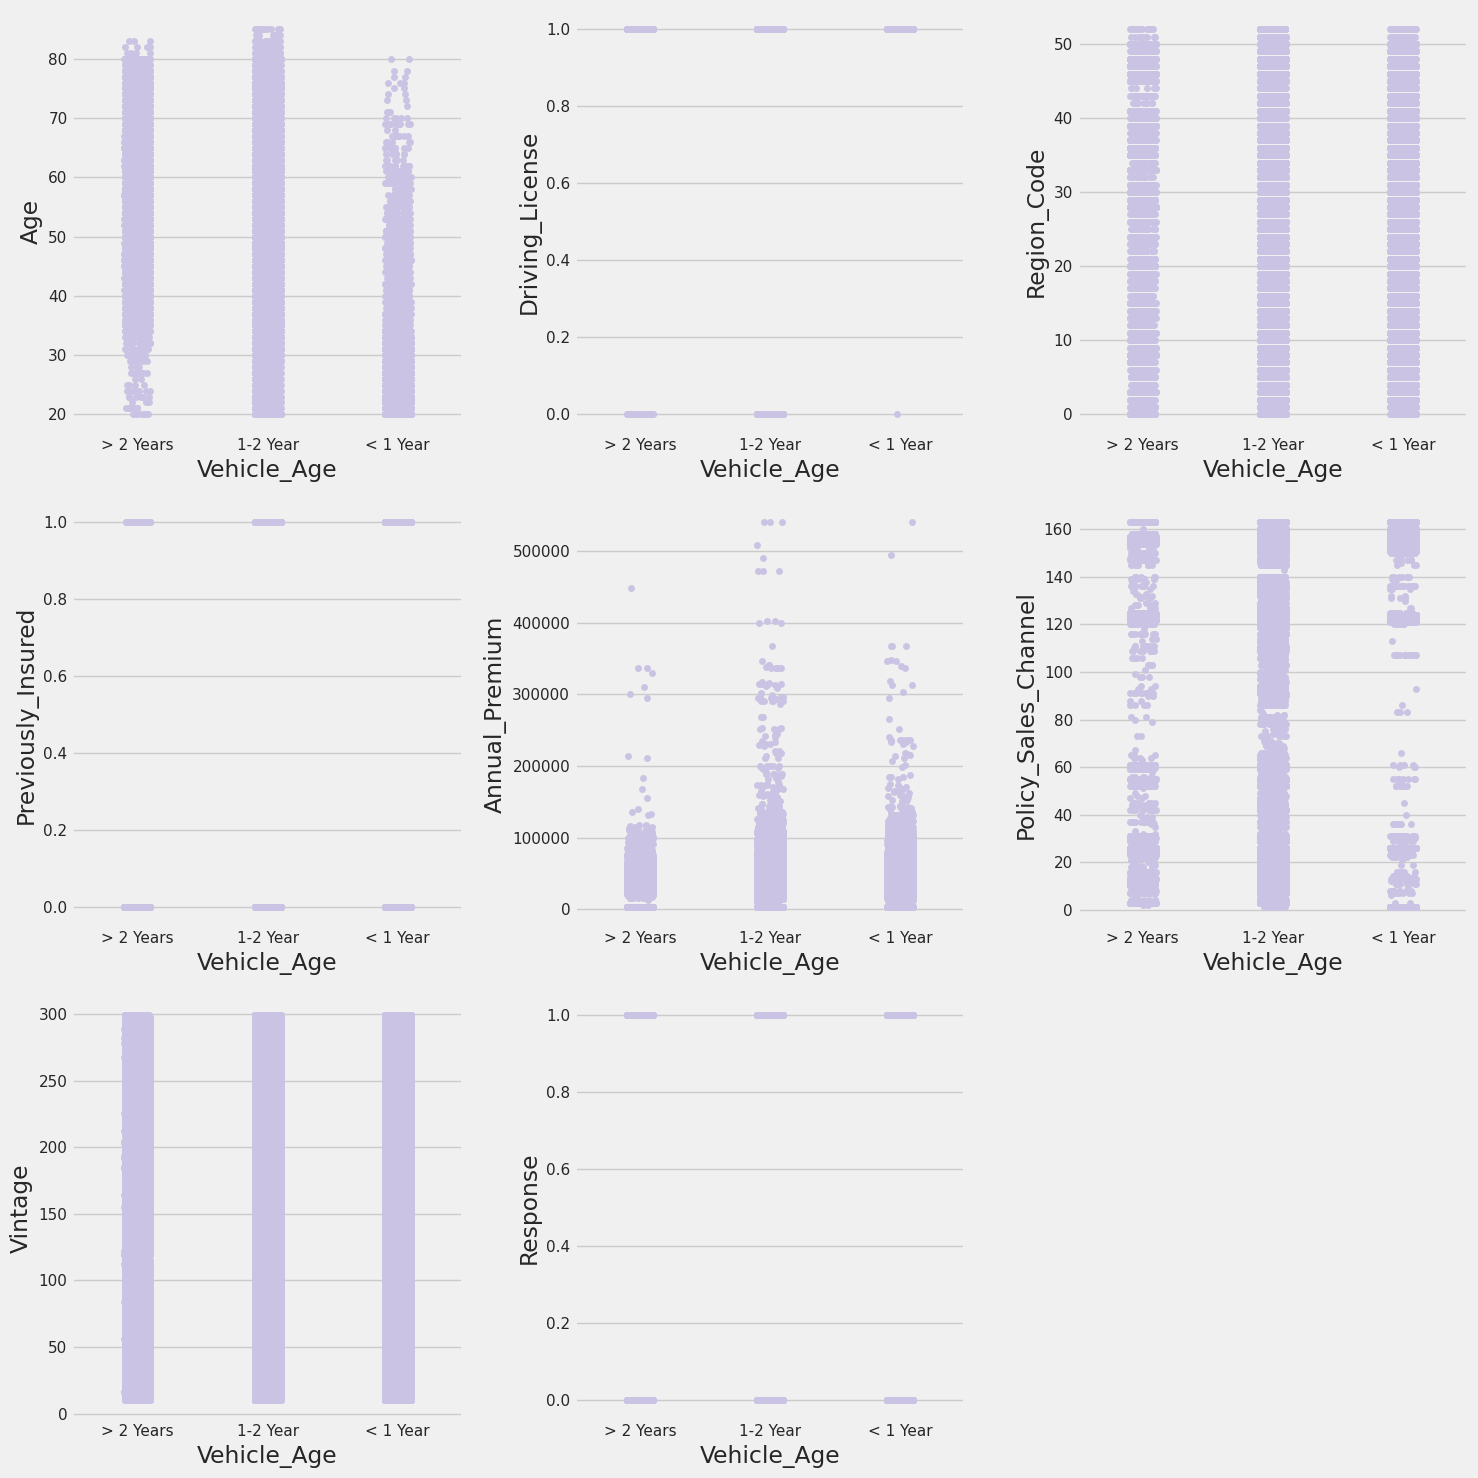 80
70
60
50
40
30
20
Age
> 2 Years 1-2 Year < 1 Year
Vehicle_Age
1.0
0.8
0.6
0.4
0.2
0.0
Driving_License
> 2 Years 1-2 Year < 1 Year
Vehicle_Age
50
40
30
20
10
0
Region_Code
> 2 Years 1-2 Year < 1 Year
Vehicle_Age
1.0
0.8
0.6
0.4
0.2
0.0
Previously_Insured
> 2 Years 1-2 Year < 1 Year
Vehicle_Age
500000
400000
300000
200000
100000
0
Annual_Premium
> 2 Years 1-2 Year < 1 Year
Vehicle_Age
160
140
120
100
80
60
40
20
0
Policy_Sales_Channel
> 2 Years 1-2 Year < 1 Year
Vehicle_Age
300
250
200
150
100
50
0
Vintage
> 2 Years 1-2 Year < 1 Year
Vehicle_Age
1.0
0.8
0.6
0.4
0.2
0.0
Response
> 2 Years 1-2 Year < 1 Year
Vehicle_Age